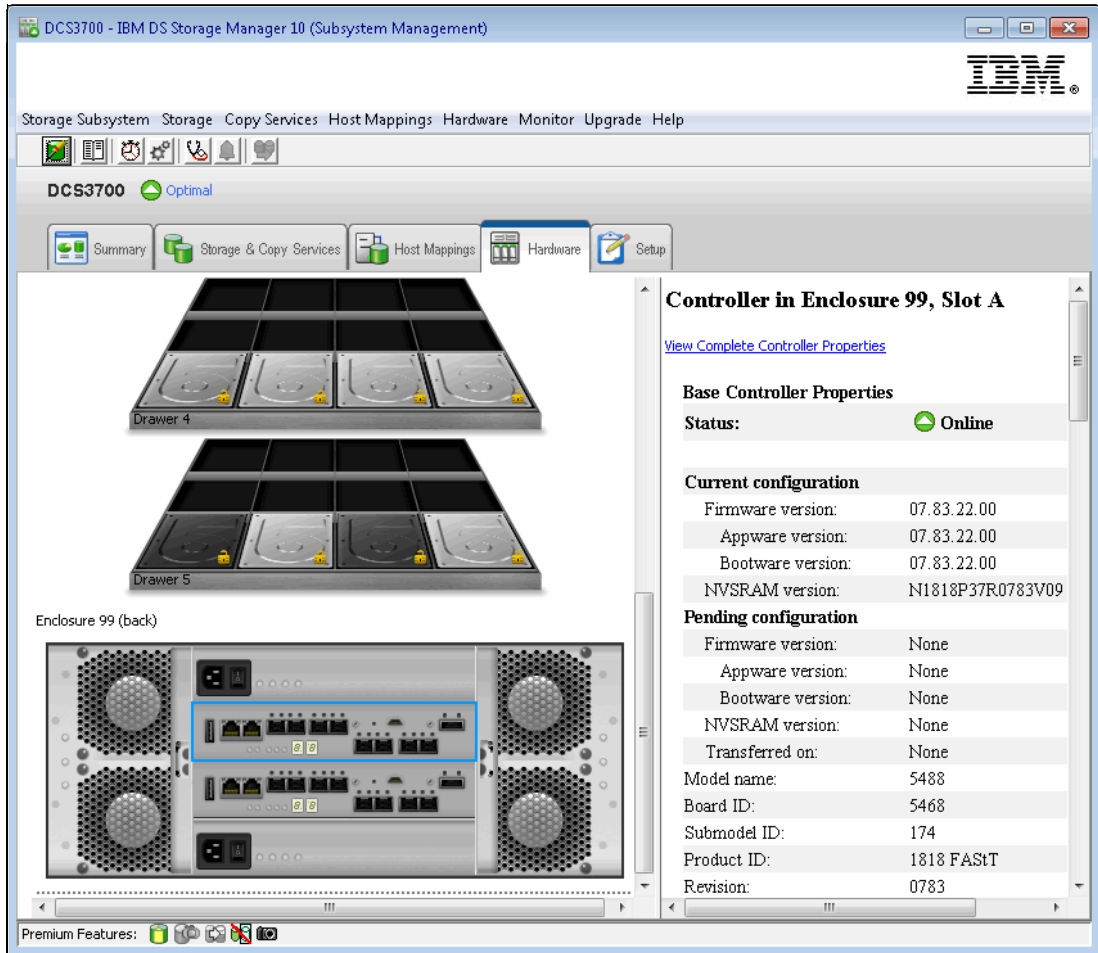 DCS3700 - IBM DS Storage Manager 10 (Subsystem Management)
IBM®
Storage Subsystem Storage Copy Services Host Mappings Hardware Monitor Upgrade Help
DCS3700 Optimal
Summary Storage & Copy Services Host Mappings Hardware Setup
Drawer 4
Drawer 5
Enclosure 99 (back)
Controller in Enclosure 99, Slot A
View Complete Controller Properties
Base Controller Properties
Status: Online
Current configuration
Firmware version: 07.83.22.00
Appware version: 07.83.22.00
Bootware version: 07.83.22.00
NVSRAM version: N1818P37R0783V09
Pending configuration
Firmware version: None
Appware version: None
Bootware version: None
NVSRAM version: None
Transferred on: None
Model name: 5488
Board ID: 5468
Submodel ID: 174
Product ID: 1818 FAStT
Revision: 0783
Premium Features: